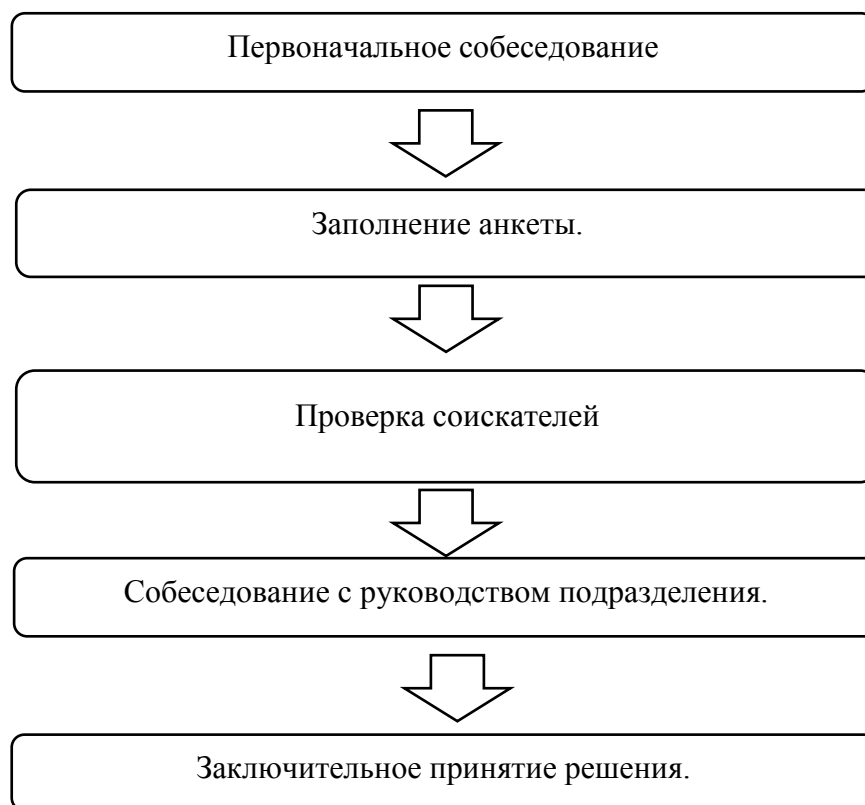 Первоначальное собеседование
Заполнение анкеты.
Проверка соискателей
Собеседование с руководством подразделения.
Заключительное принятие решения.